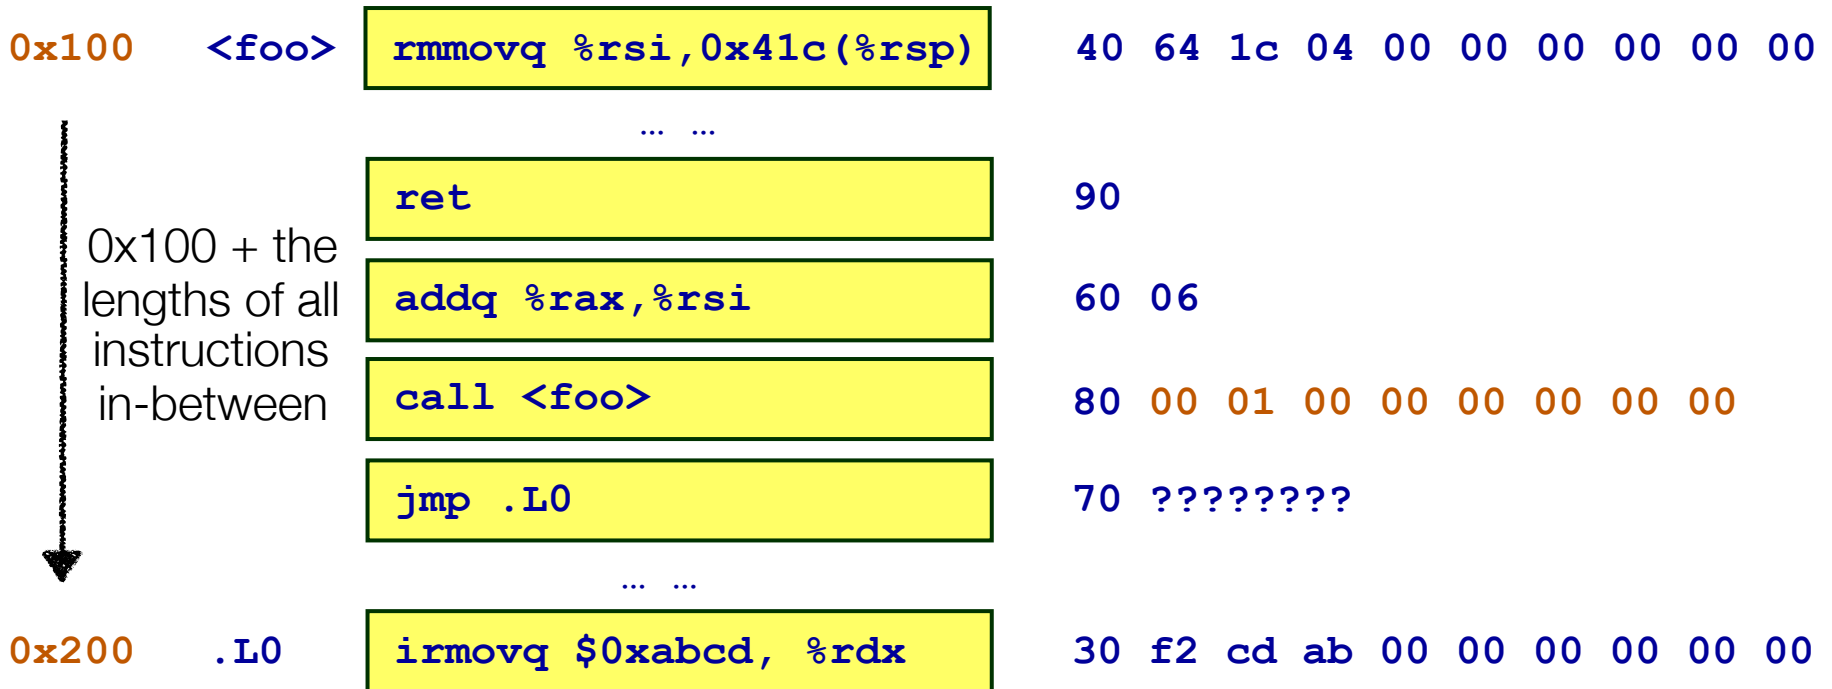 0x100 <foo> rmmovq %rsi,0x41c(%rsp) 40 64 1c 04 00 00 00 00 00 00
… …
ret 90
0x100 + the
lengths of all
instructions
in-between
addq %rax,%rsi 60 06
call <foo> 80 00 01 00 00 00 00 00 00
jmp .L0 70 ????????
… …
0x200 .L0 irmovq $0xabcd, %rdx 30 f2 cd ab 00 00 00 00 00 00